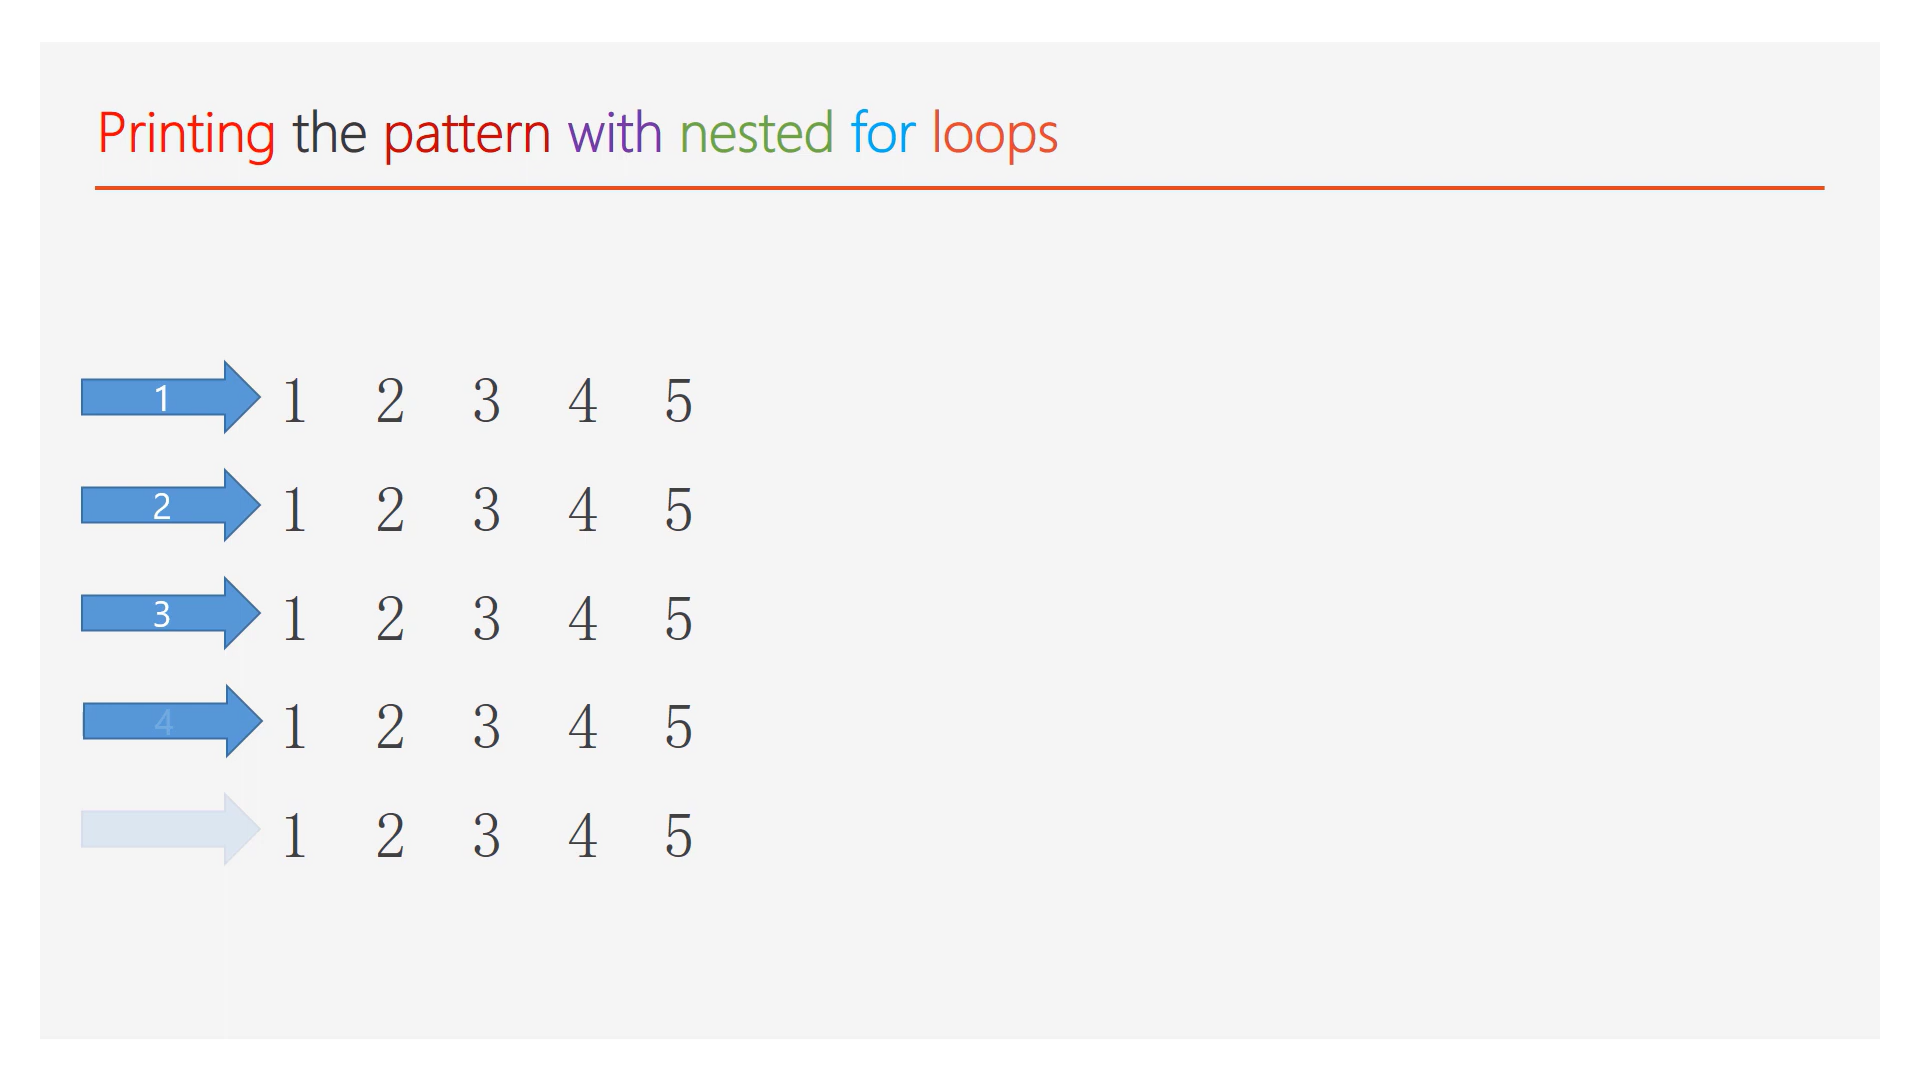 Printing the pattern with nested for loops
1 1 2 3 4 5
2 1 2 3 4 5
3 1 2 3 4 5
4 1 2 3 4 5
1 2 3 4 5